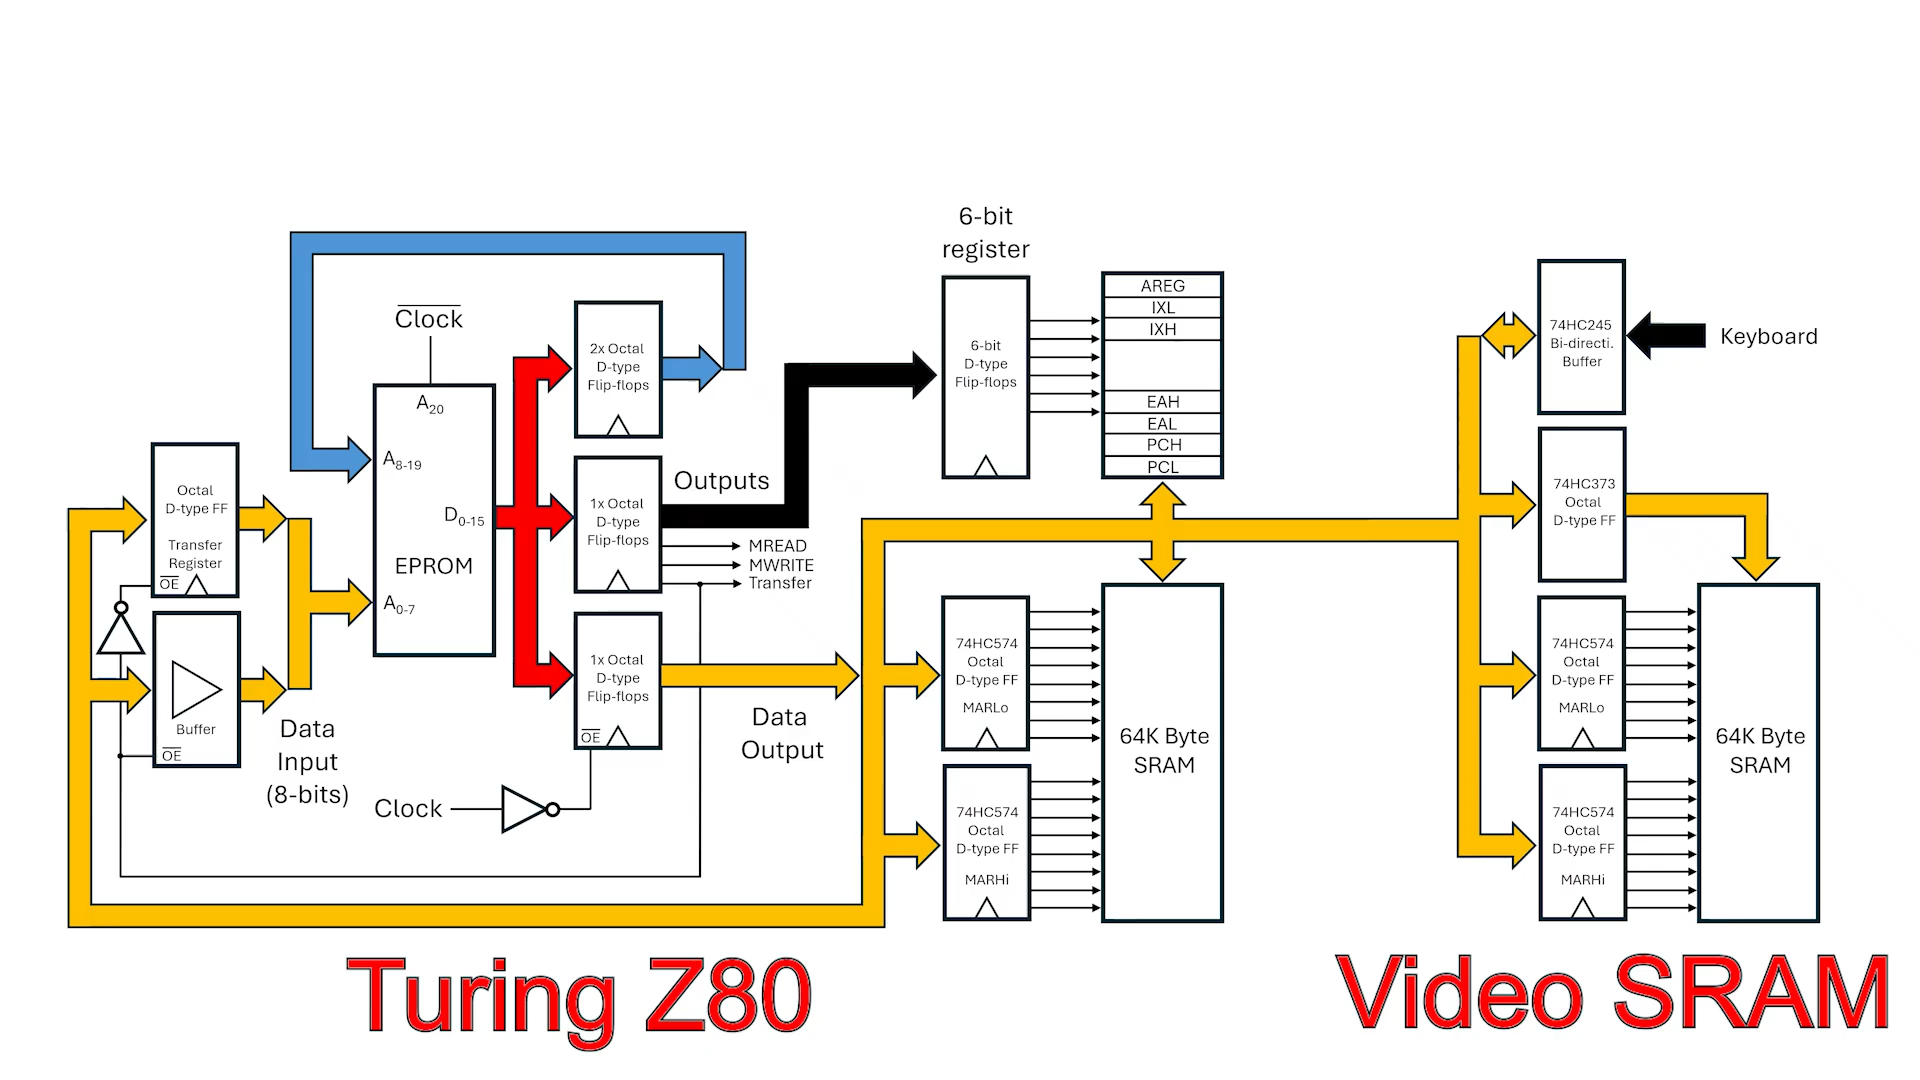 6-bit
register
Clock
A20
A8-19
D0-15
EPROM
A0-7
Octal
D-type FF
Transfer
Register
OE
Buffer
OE
Data
Input
(8-bits)
Clock
2x Octal
D-type
Flip-flops
1x Octal
D-type
Flip-flops
Outputs
MREAD
MWRITE
Transfer
1x Octal
D-type
Flip-flops
OE
Data
Output
6-bit
D-type
Flip-flops
AREG
IXL
IXH
EAH
EAL
PCH
PCL
74HC574
Octal
D-type FF
MARLo
74HC574
Octal
D-type FF
MARHi
64K Byte
SRAM
74HC245
Bi-directi.
Buffer
Keyboard
74HC373
Octal
D-type FF
74HC574
Octal
D-type FF
MARLo
74HC574
Octal
D-type FF
MARHi
64K Byte
SRAM
Turing Z80
Video SRAM